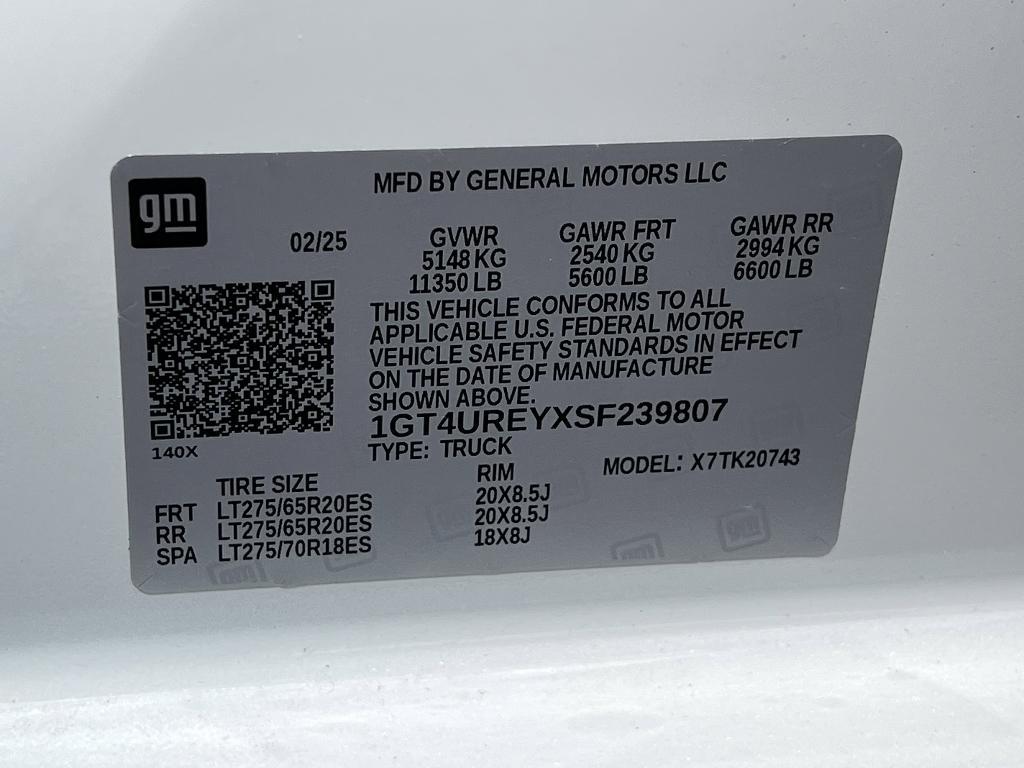 gm
MFD BY GENERAL MOTORS LLC
02/25
GVWR GAWR FRT GAWR RR
5148 KG 2540 KG 2994 KG
11350 LB 5600 LB 6600 LB
THIS VEHICLE CONFORMS TO ALL
APPLICABLE U.S. FEDERAL MOTOR
VEHICLE SAFETY STANDARDS IN EFFECT
ON THE DATE OF MANUFACTURE
SHOWN ABOVE.
1GT4UREYXSF239807
140X
TYPE: TRUCK MODEL: X7TK20743
TIRE SIZE RIM
FRT LT275/65R20ES 20X8.5J
RR LT275/65R20ES 20X8.5J
SPA LT275/70R18ES 18X8J